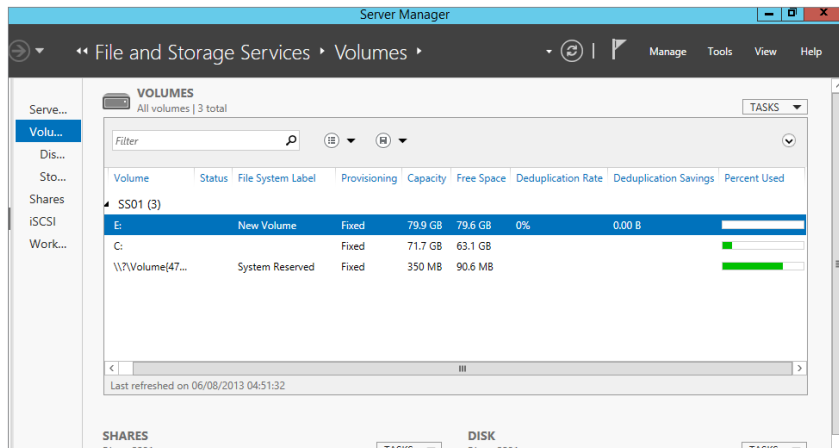 Server Manager
File and Storage Services Volumes Manage Tools View Help
VOLUMES
All volumes | 3 total
TASKS
Serve...
Volu...
Dis...
Sto...
Shares
iSCSI
Work...
Filter
Volume Status File System Label Provisioning Capacity Free Space Deduplication Rate Deduplication Savings Percent Used
SS01 (3)
E: New Volume Fixed 79.9 GB 79.6 GB 0% 0.00 B
C: Fixed 71.7 GB 63.1 GB
\\?\Volume{47... System Reserved Fixed 350 MB 90.6 MB
Last refreshed on 06/08/2013 04:51:32
SHARES DISK
TASKS TASKS